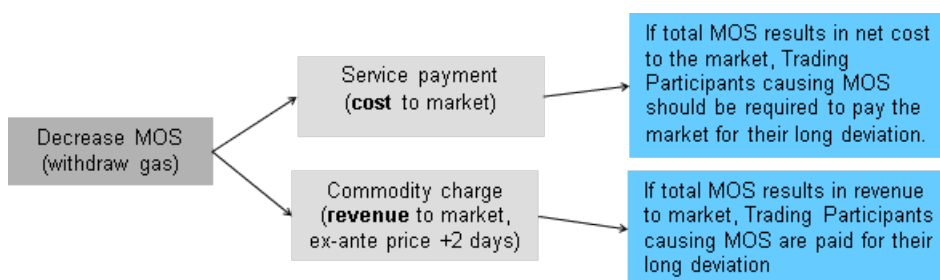 Decrease MOS
(withdraw gas)
Service payment
(cost to market)
If total MOS results in net cost
to the market, Trading
Participants causing MOS
should be required to pay the
market for their long deviation.
Commodity charge
(revenue to market,
ex-ante price +2 days)
If total MOS results in revenue
to market, Trading Participants
causing MOS are paid for their
long deviation